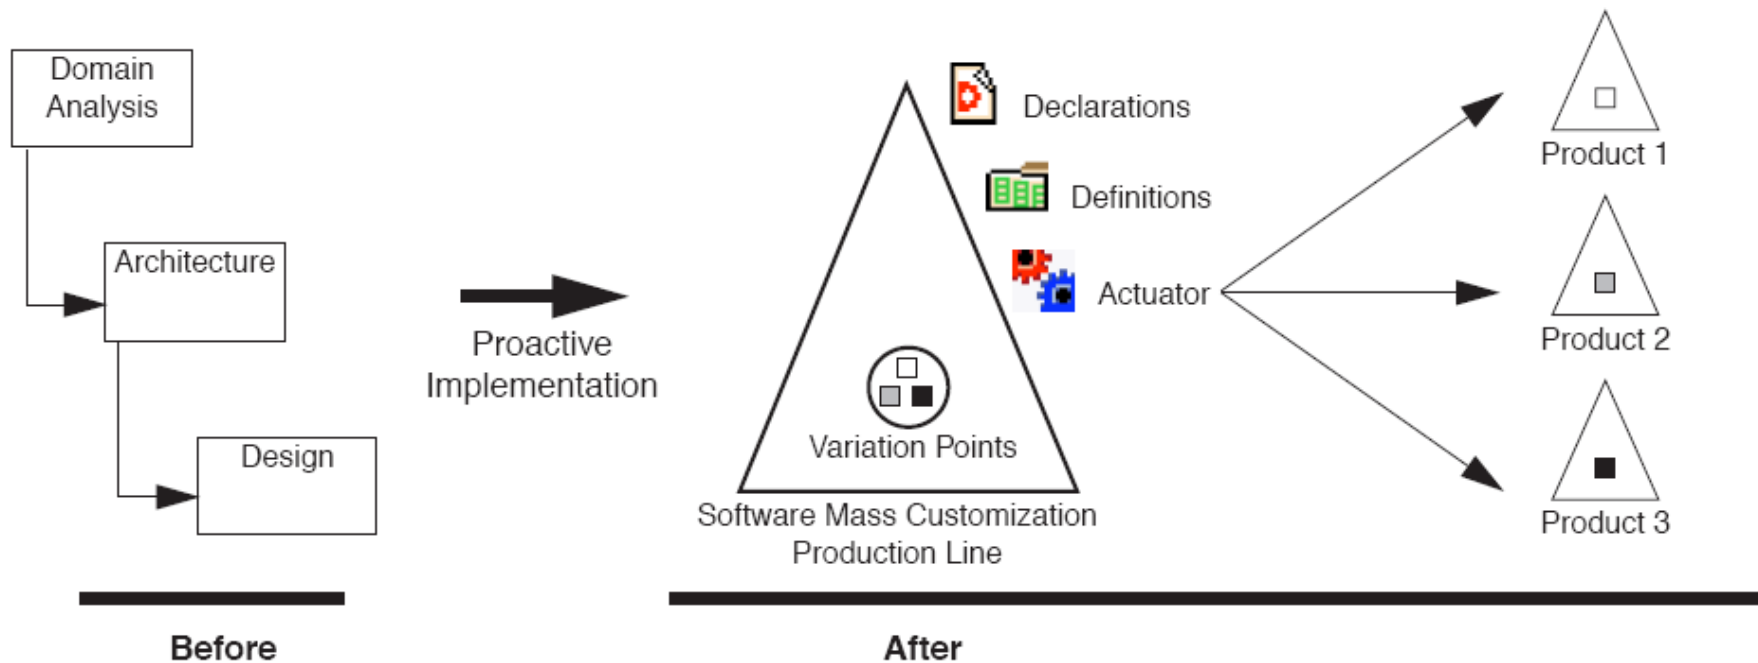 Domain
Analysis
Architecture
Design
Proactive
Implementation
Declarations
Definitions
Actuator
Variation Points
Software Mass Customization
Production Line
Product 1
Product 2
Product 3
Before
After